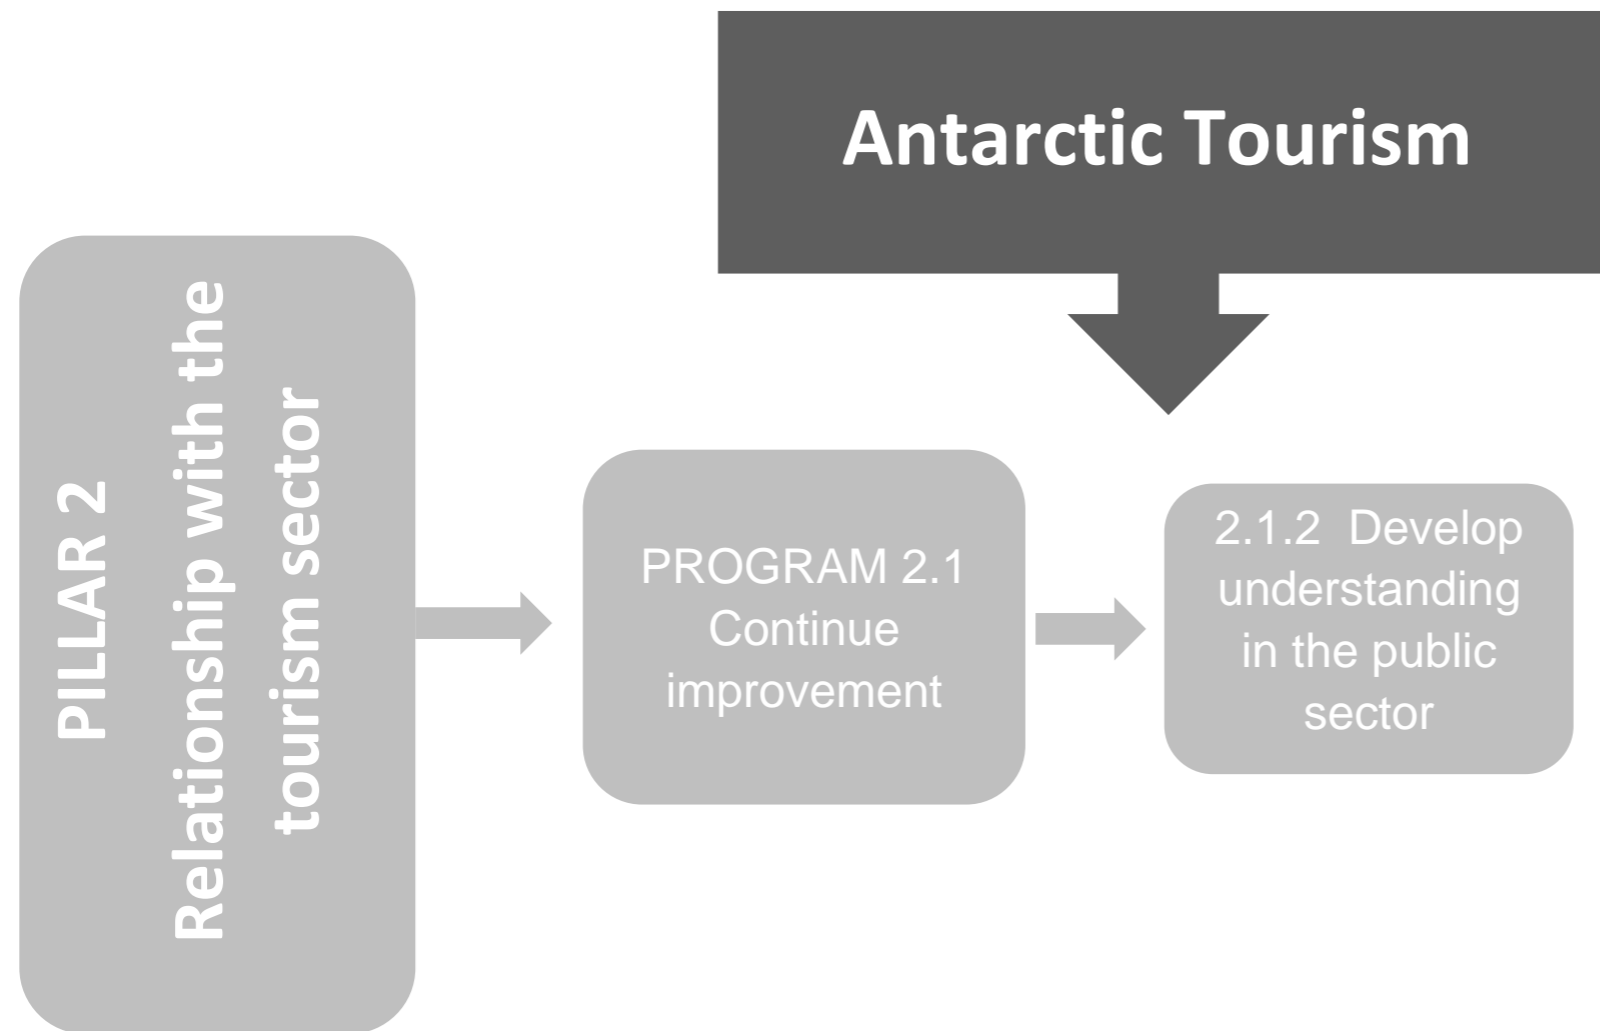 Antarctic Tourism
PILLAR 2
Relationship with the
tourism sector
PROGRAM 2.1
Continue
improvement
2.1.2  Develop
understanding
in the public
sector